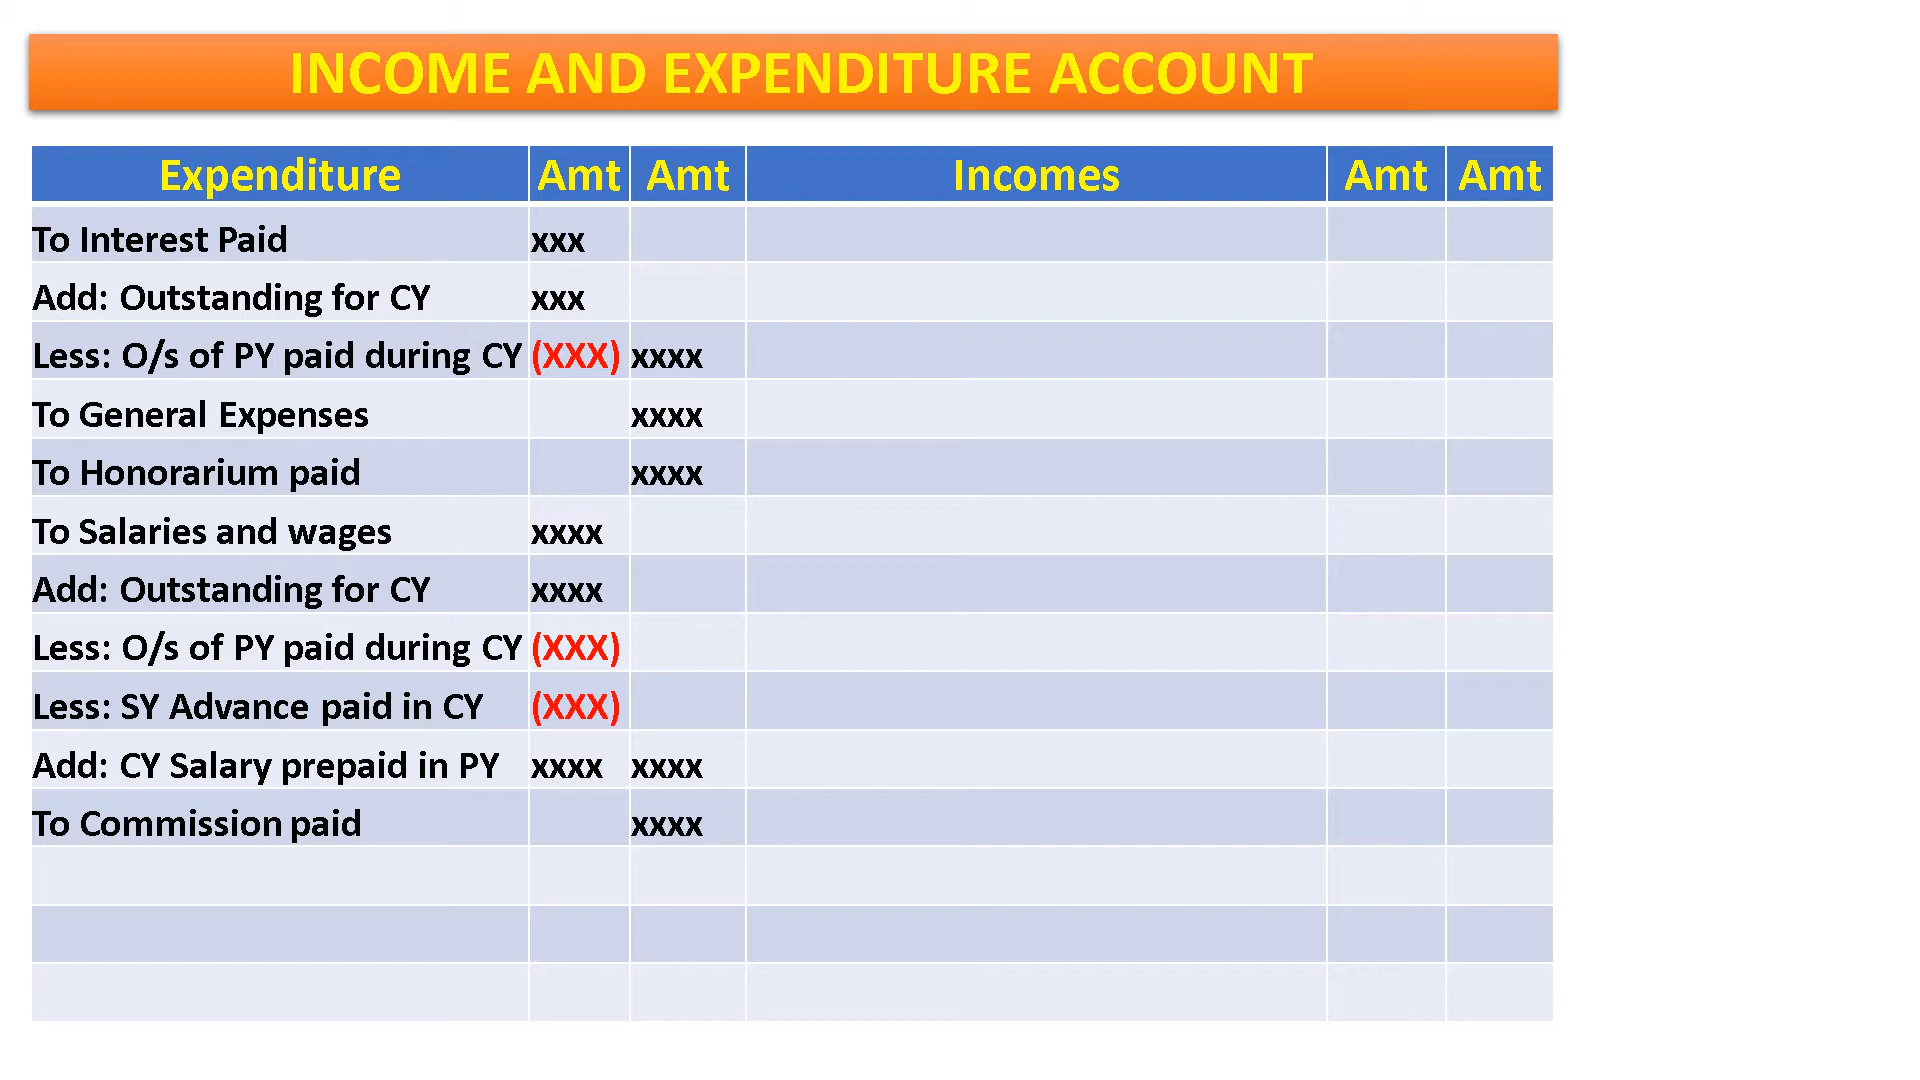 INCOME AND EXPENDITURE ACCOUNT
Expenditure Amt Amt Incomes Amt Amt
To Interest Paid xxx
Add: Outstanding for CY xxx
Less: O/s of PY paid during CY (XXX) xxxx
To General Expenses xxxx
To Honorarium paid xxxx
To Salaries and wages xxxx
Add: Outstanding for CY xxxx
Less: O/s of PY paid during CY (XXX)
Less: SY Advance paid in CY (XXX)
Add: CY Salary prepaid in PY xxxx xxxx
To Commission paid xxxx